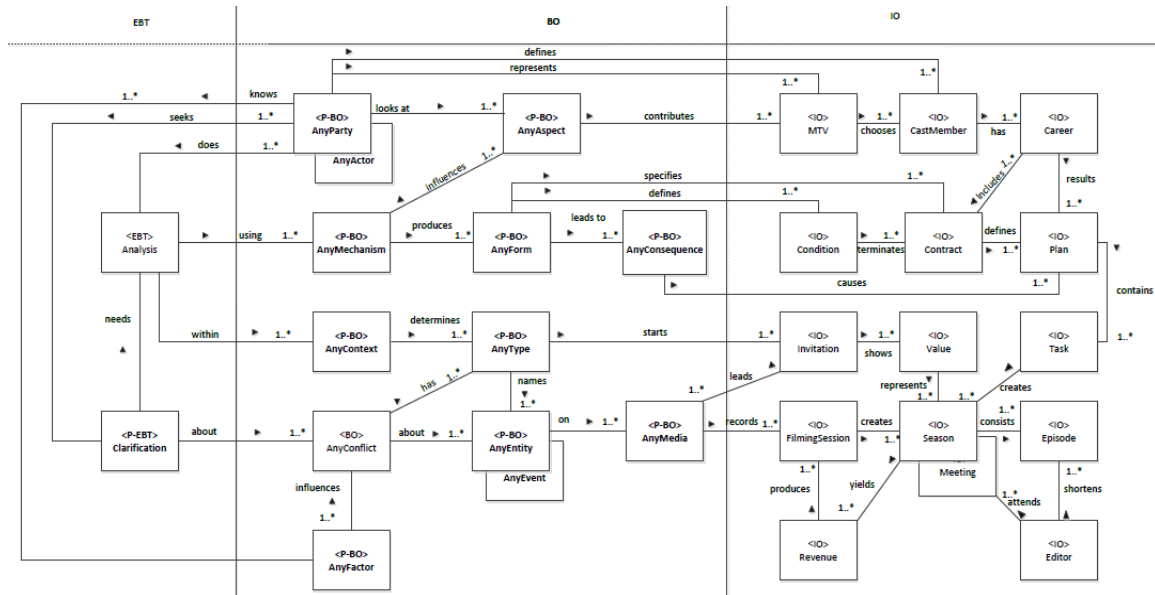 EBT
BO
IO
defines
represents
1..*
1..*
1..*
knows
looks at
1..*
seeks
1..*
<P-BO>
AnyParty
AnyActor
<P-BO>
AnyAspect
contributes
1..*
<IO>
MTV
1..*
chooses
<IO>
CastMember
1..*
has
<IO>
Career
does
1..*
influences
1..*
specifies
1..*
defines
1..*
Includes
1..*
results
1..*
<EBT>
Analysis
using
1..*
<P-BO>
AnyMechanism
produces
1..*
<P-BO>
AnyForm
leads to
1..*
<P-BO>
AnyConsequence
<IO>
Condition
1..*
terminates
<IO>
Contract
defines
1..*
<IO>
Plan
causes
1..*
contains
1..*
needs
within
1..*
<P-BO>
AnyContext
determines
1..*
<P-BO>
AnyType
starts
1..*
<IO>
Invitation
1..*
shows
<IO>
Value
<IO>
Task
has
1..*
names
1..*
leads
1..*
represents
1..*
1..*
creates
1..*
<P-EBT>
Clarification
about
1..*
<BO>
AnyConflict
about
1..*
<P-BO>
AnyEntity
AnyEvent
on
1..*
<P-BO>
AnyMedia
records
1..*
<IO>
FilmingSession
creates
1..*
<IO>
Season
Meeting
consists
<IO>
Episode
influences
1..*
produces
1..*
yields
1..*
1..*
attends
1..*
shortens
<P-BO>
AnyFactor
<IO>
Revenue
<IO>
Editor